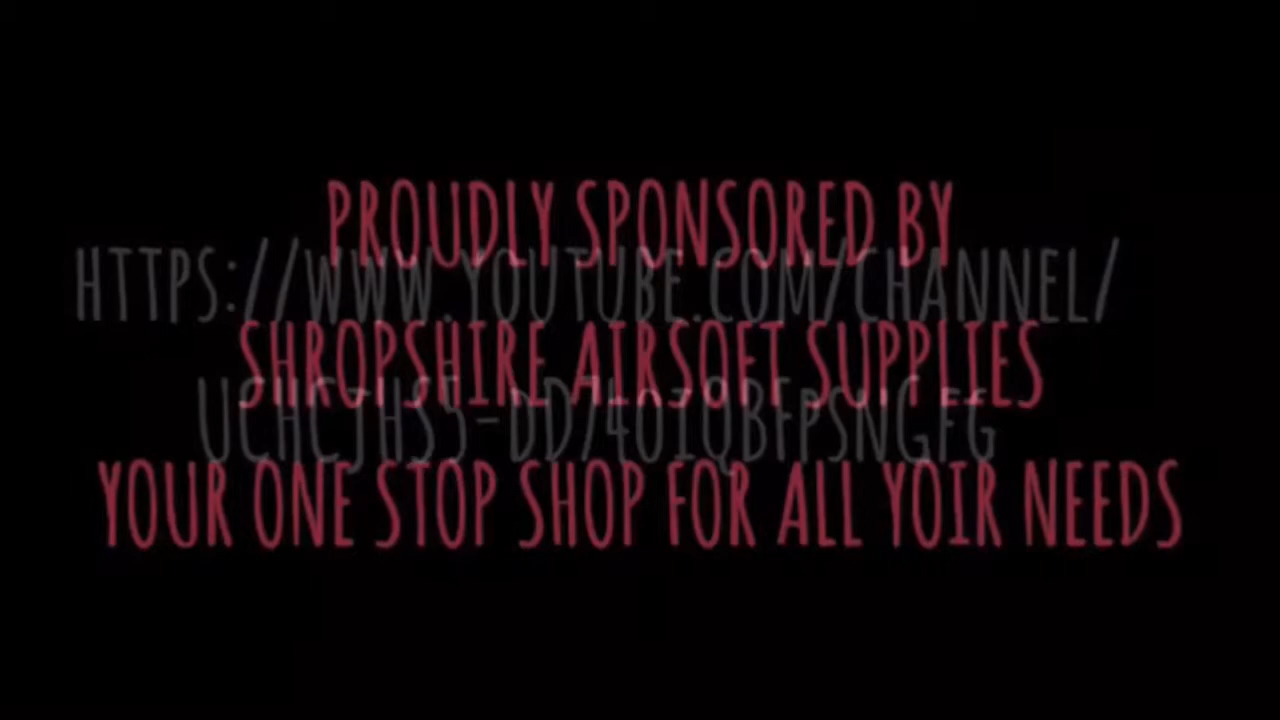 PROUDLY SPONSORED BY
HTTPS://WWW.YOUTUBE.COM/CHANNEL/
SHROPSHIRE AIRSOFT SUPPLIES
YOUR ONE STOP SHOP FOR ALL YOIR NEEDS